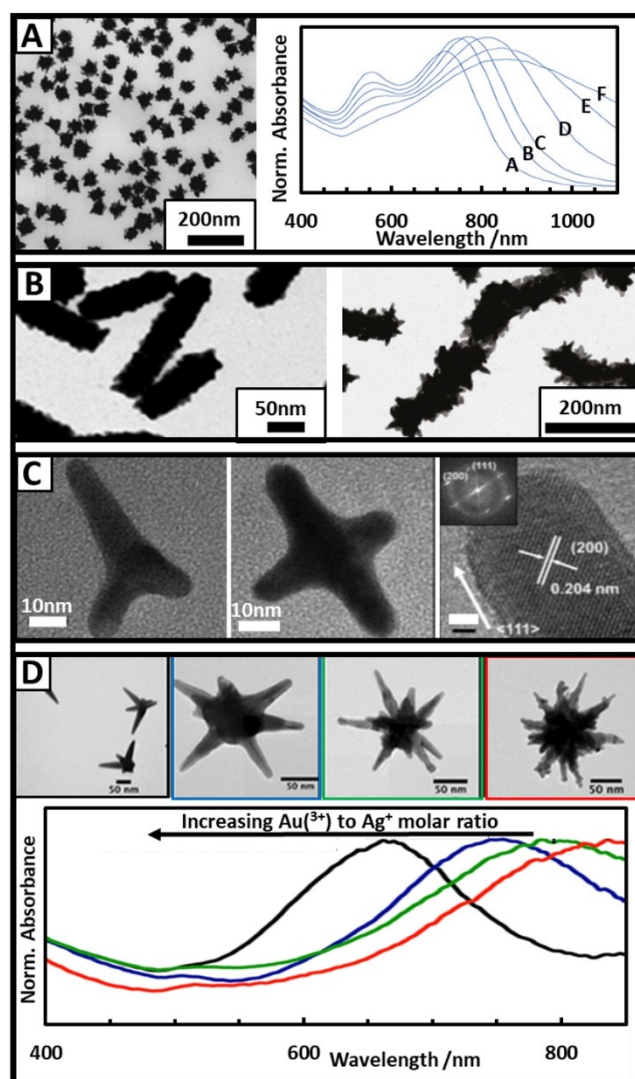 A
200nm
Norm. Absorbance
A
B
C
D
E
F
400 600 800 1000
Wavelength /nm
B
50nm
200nm
C
10nm
10nm
(200)
(111)
(200)
0.204 nm
<111>
D
50 nm
50 nm
50 nm
50 nm
Increasing Au(³⁺) to Ag⁺ molar ratio
Norm. Absorbance
400 600 800
Wavelength /nm